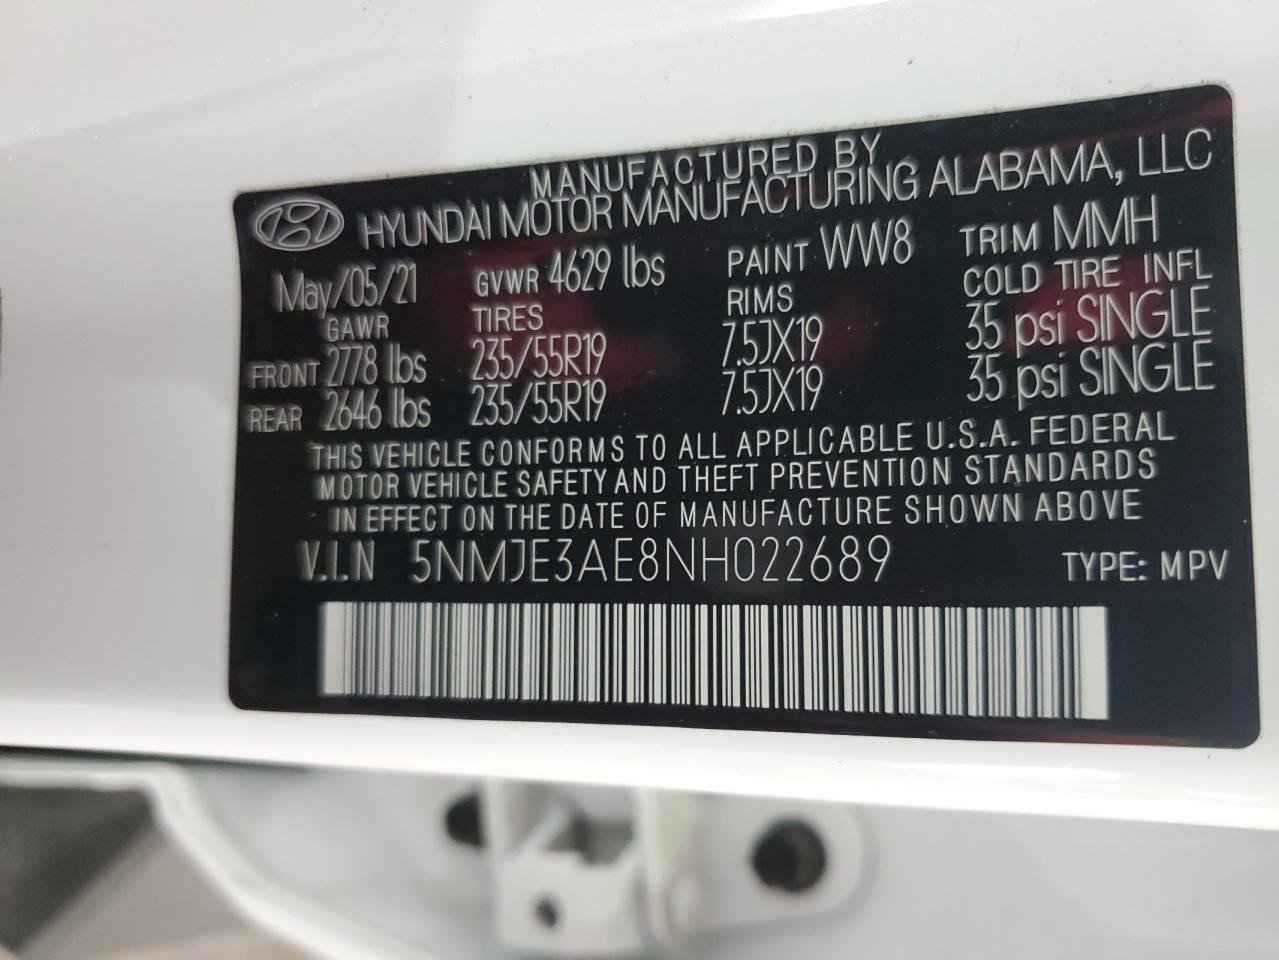 MANUFACTURED BY
HYUNDAI MOTOR MANUFACTURING ALABAMA, LLC
May/05/21 GVWR 4629 lbs PAINT WW8 TRIM MMH
GAWR TIRES RIMS COLD TIRE INFL
FRONT 2778 lbs 235/55R19 7.5JX19 35 psi SINGLE
REAR 2646 lbs 235/55R19 7.5JX19 35 psi SINGLE
THIS VEHICLE CONFORMS TO ALL APPLICABLE U.S.A. FEDERAL
MOTOR VEHICLE SAFETY AND THEFT PREVENTION STANDARDS
IN EFFECT ON THE DATE OF MANUFACTURE SHOWN ABOVE
V.I.N 5NMJE3AE8NH022689 TYPE: MPV